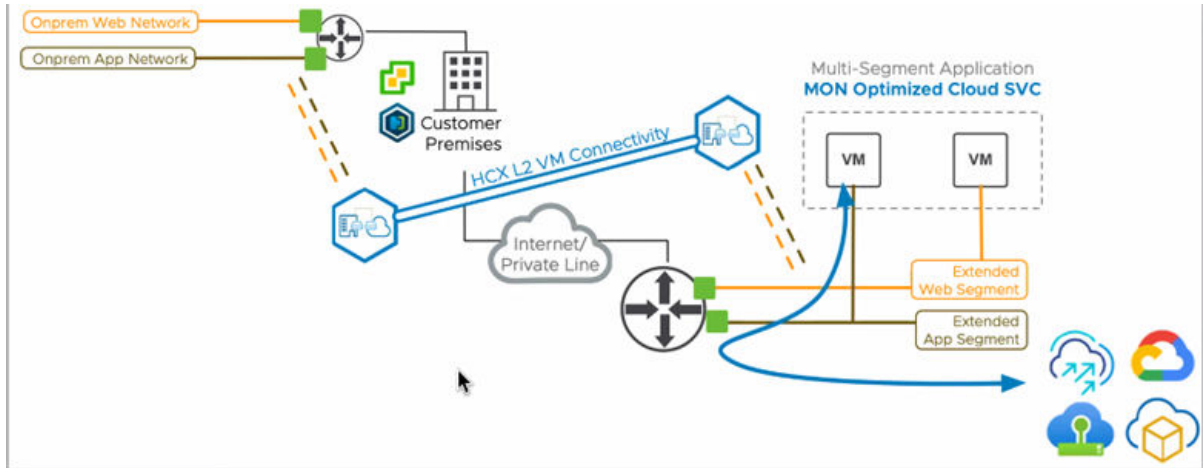 Onprem Web Network
Onprem App Network
Customer
Premises
HCX L2 VM Connectivity
Internet/
Private Line
Multi-Segment Application
MON Optimized Cloud SVC
VM
VM
Extended
Web Segment
Extended
App Segment